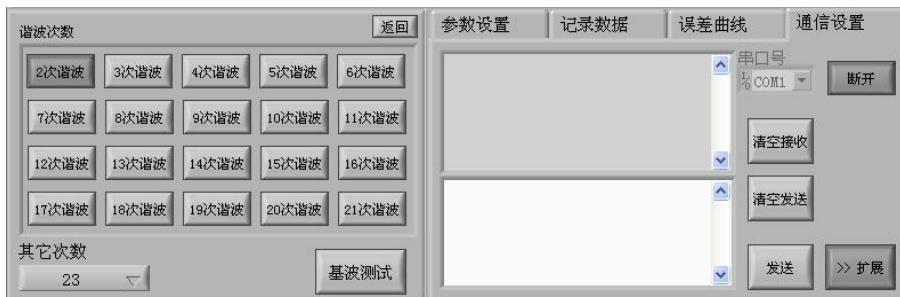 谐波次数 返回
2次谐波 3次谐波 4次谐波 5次谐波 6次谐波
7次谐波 8次谐波 9次谐波 10次谐波 11次谐波
12次谐波 13次谐波 14次谐波 15次谐波 16次谐波
17次谐波 18次谐波 19次谐波 20次谐波 21次谐波
其它次数
23
基波测试
参数设置 记录数据 误差曲线 通信设置
串口号
I/O COM1
断开
清空接收
清空发送
发送 >> 扩展